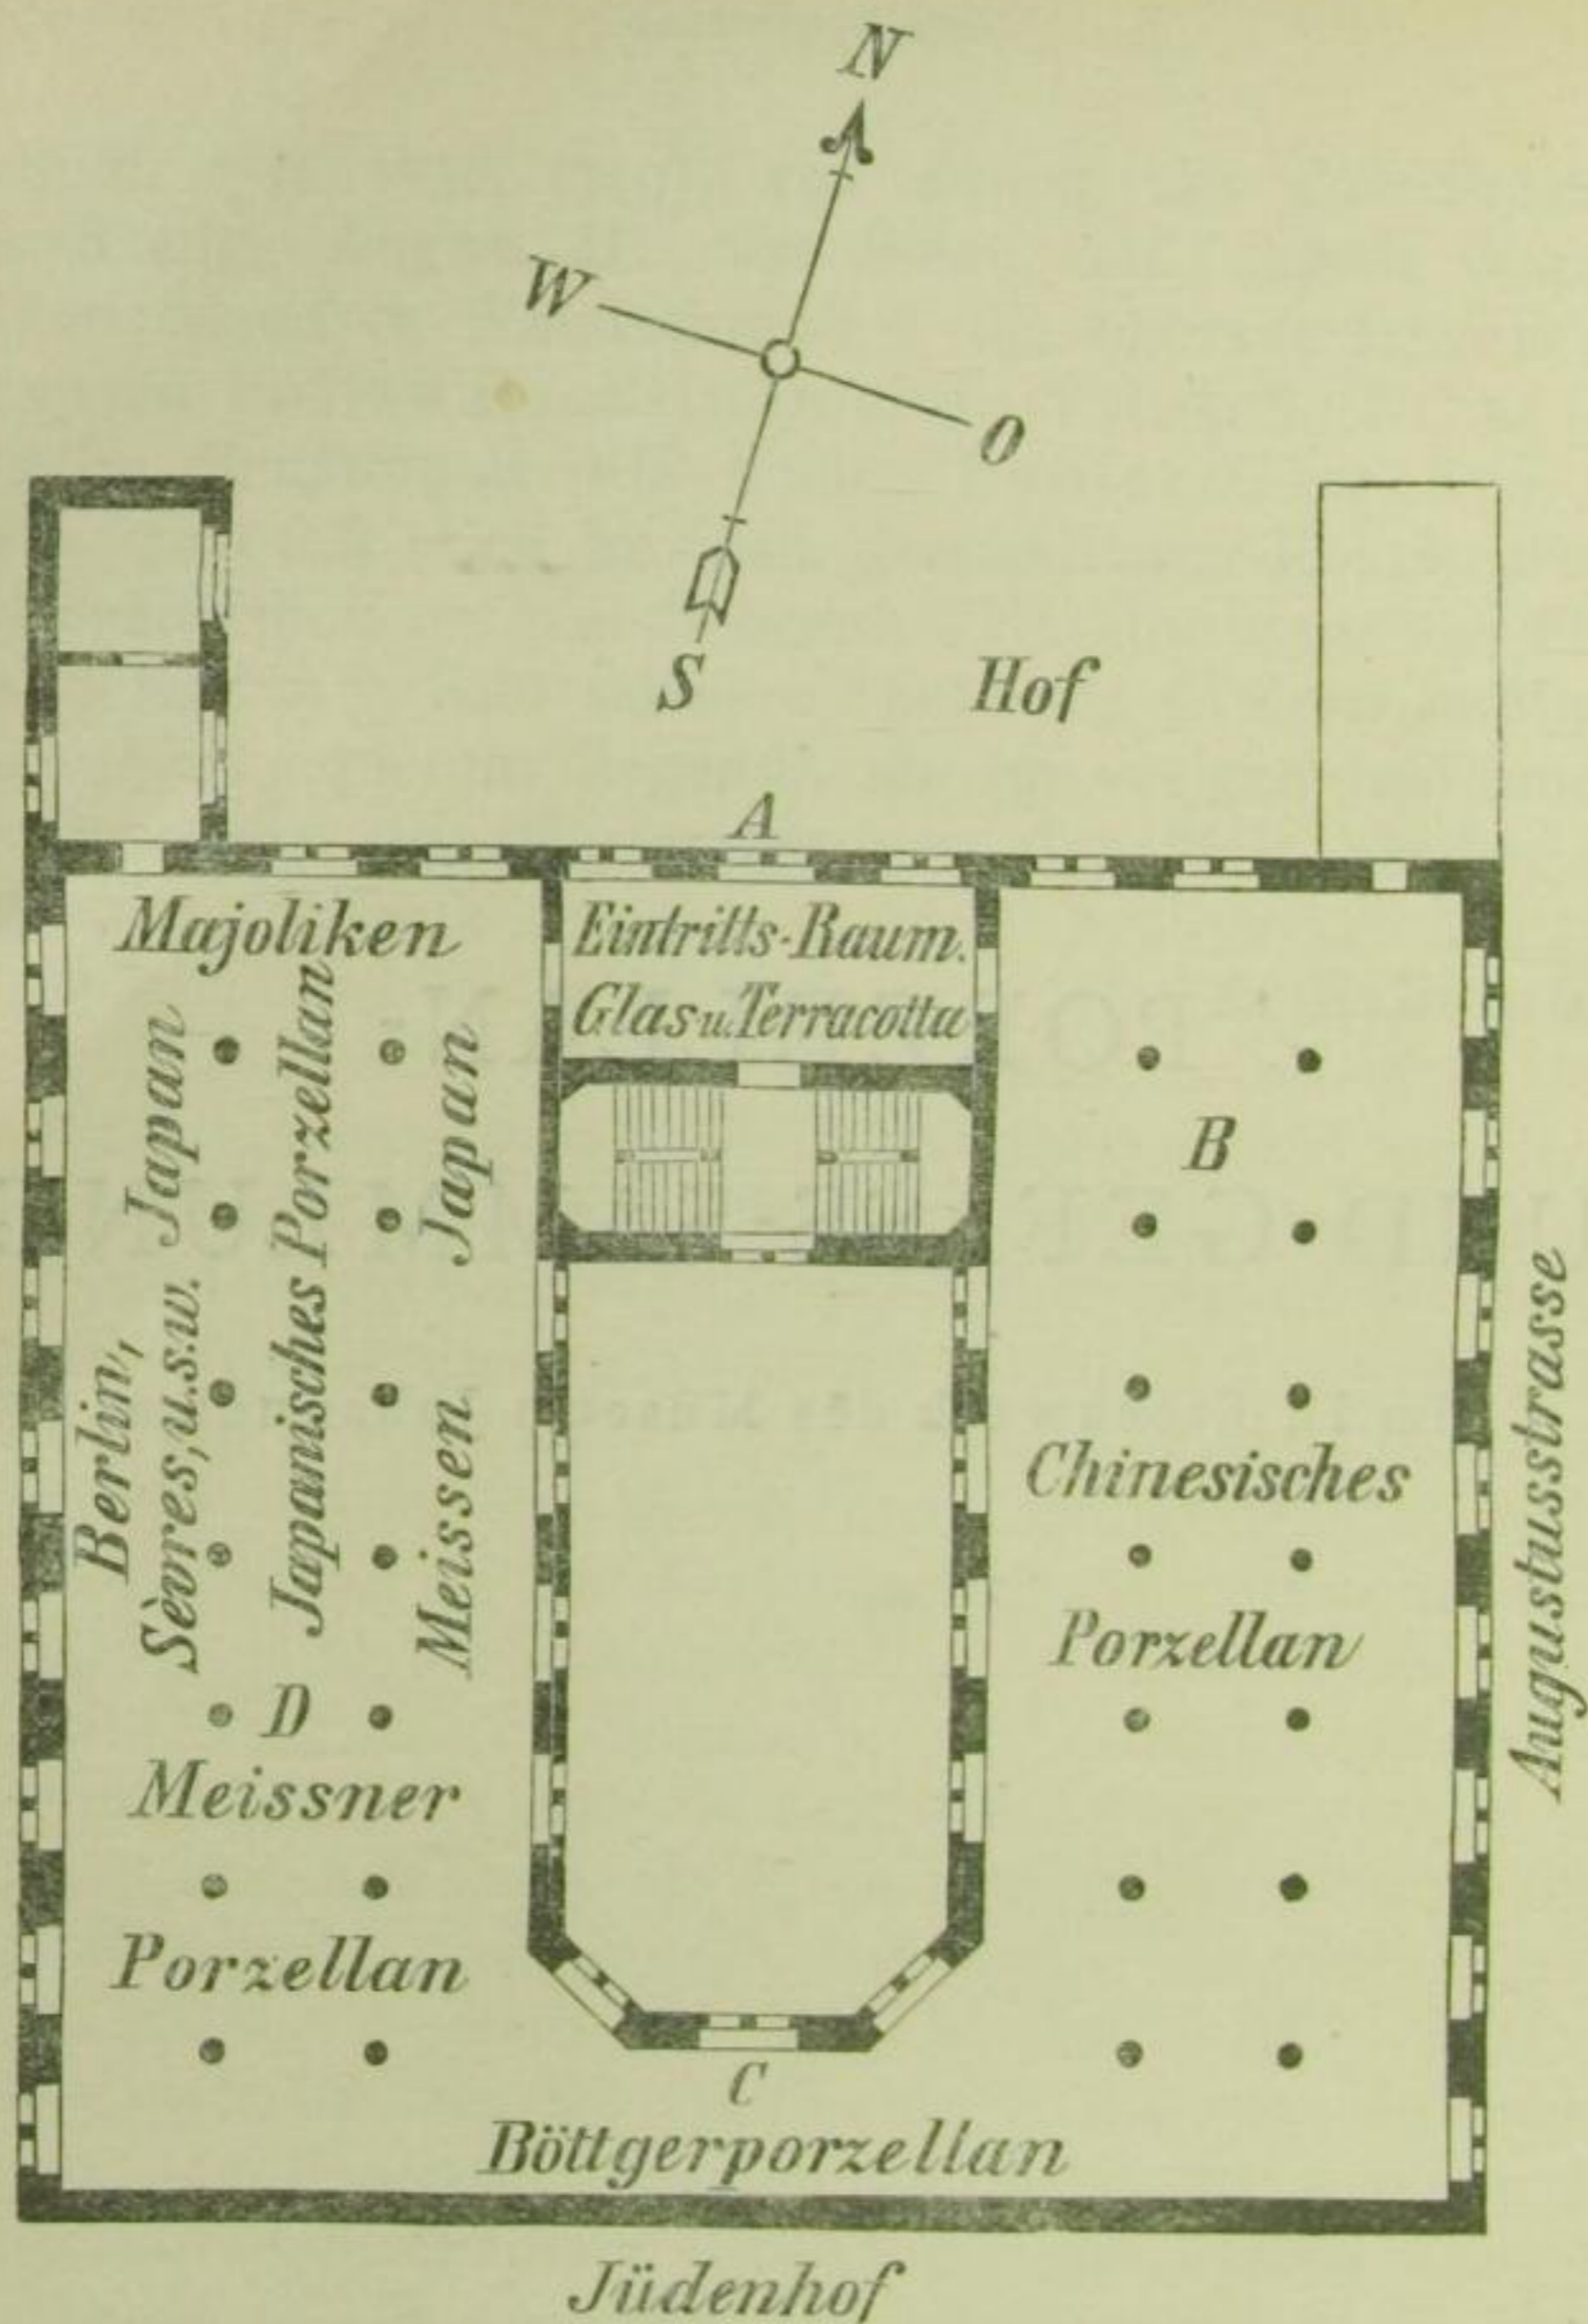 N
W
O
S
Hof
A
Majoliken
Eintritts-Raum.
Glas u. Terracotta
Japan
Japanisches Porzellan
Japan
B
Berlin,
Sèvres, u.s.w.
Meissen
Chinesisches
Porzellan
Augustusstrasse
D
Meissner
Porzellan
C
Böttgerporzellan
Jüdenhof